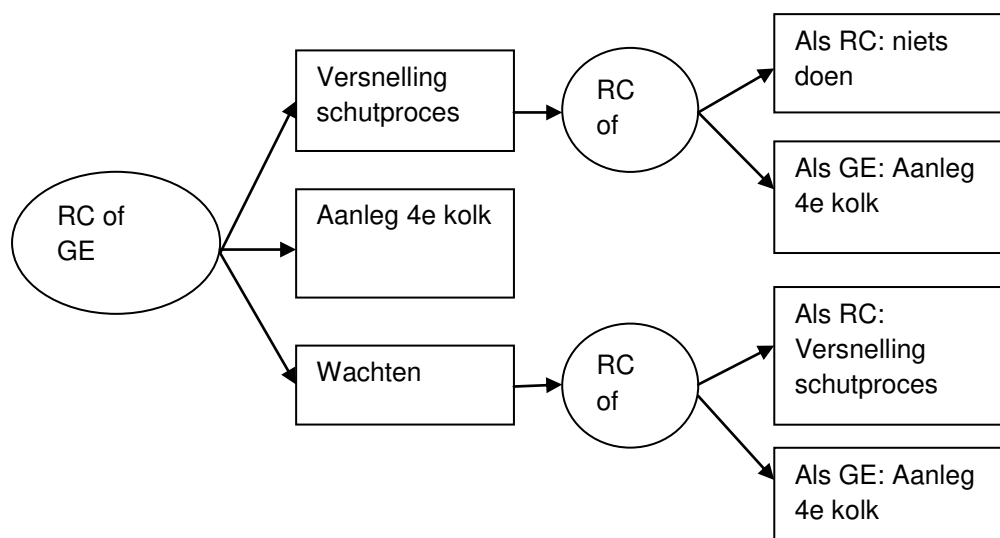 RC of
GE
Versnelling
schutproces
Aanleg 4e kolk
Wachten
RC
of
Als RC: niets
doen
Als GE: Aanleg
4e kolk
RC
of
Als RC:
Versnelling
schutproces
Als GE: Aanleg
4e kolk